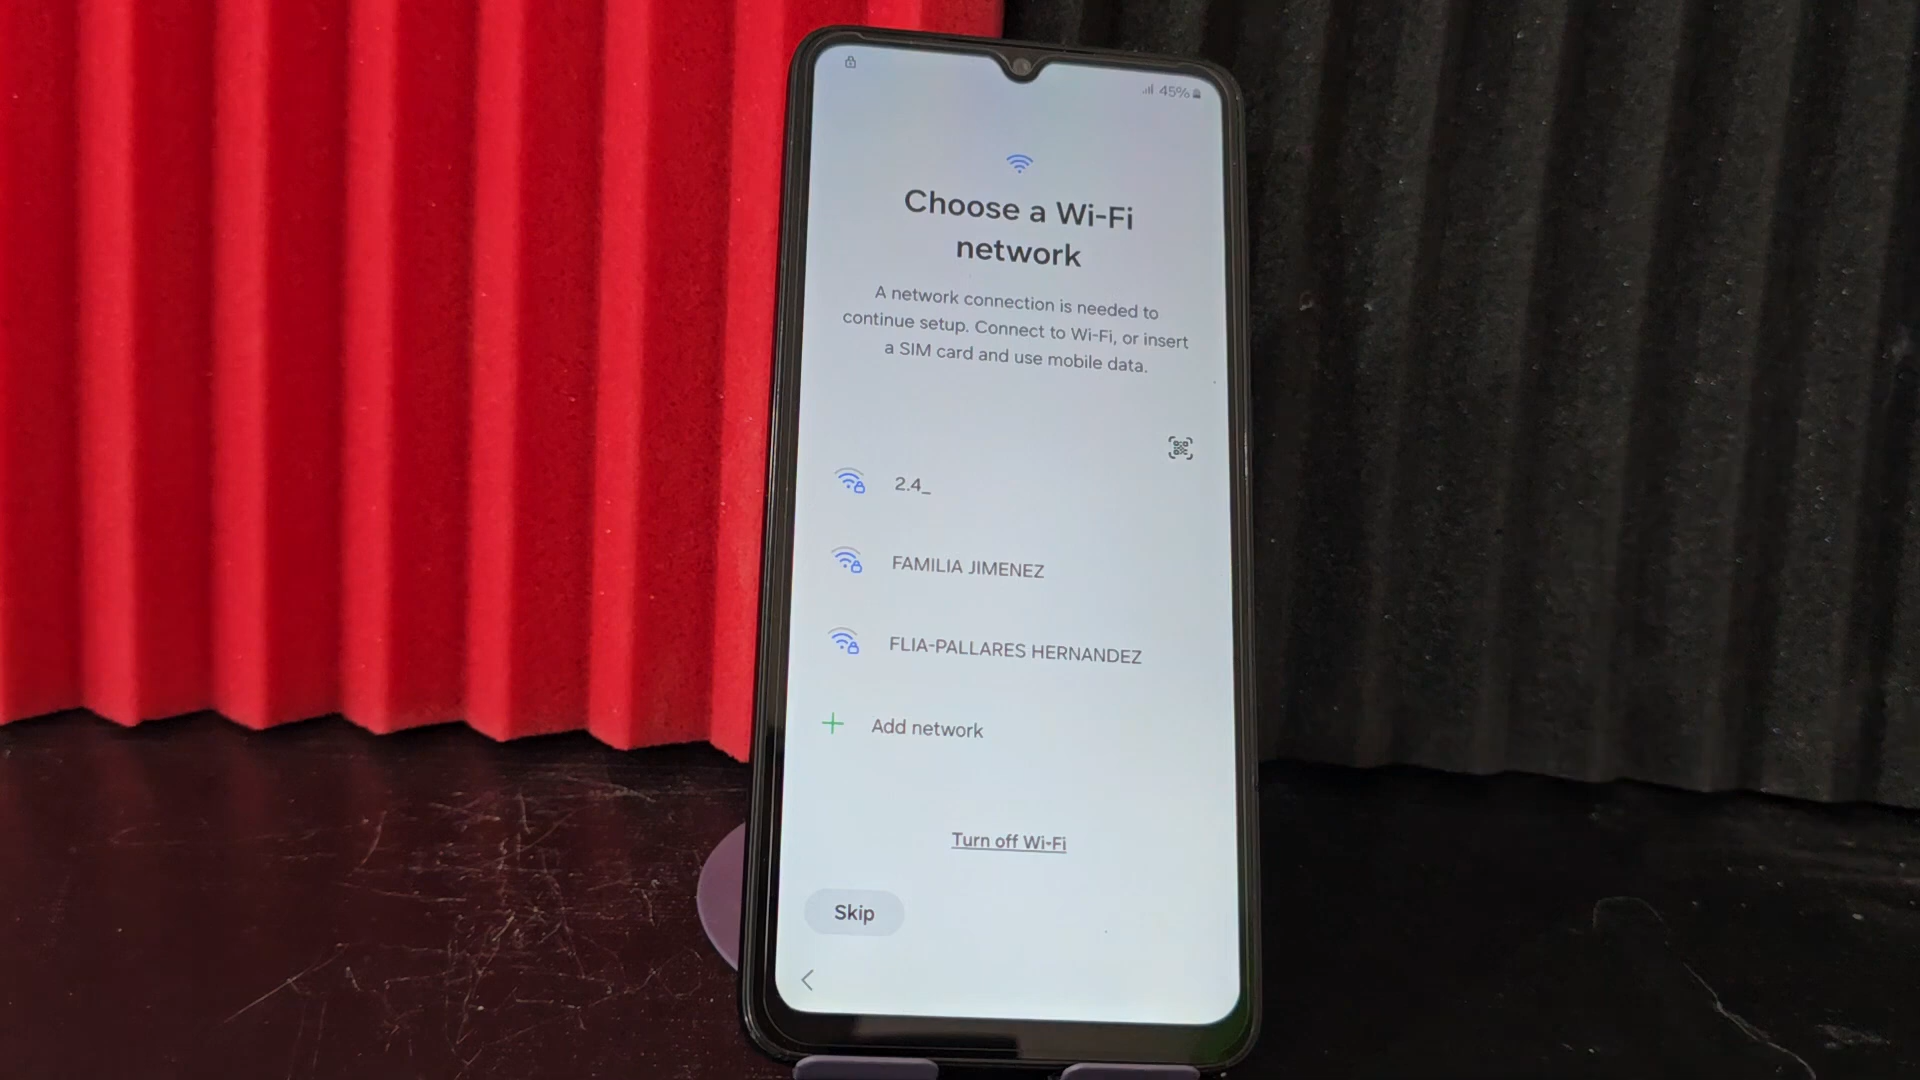 45%
Choose a Wi-Fi
network
A network connection is needed to
continue setup. Connect to Wi-Fi, or insert
a SIM card and use mobile data.
2.4_
FAMILIA JIMENEZ
FLIA-PALLARES HERNANDEZ
Add network
Turn off Wi-Fi
Skip